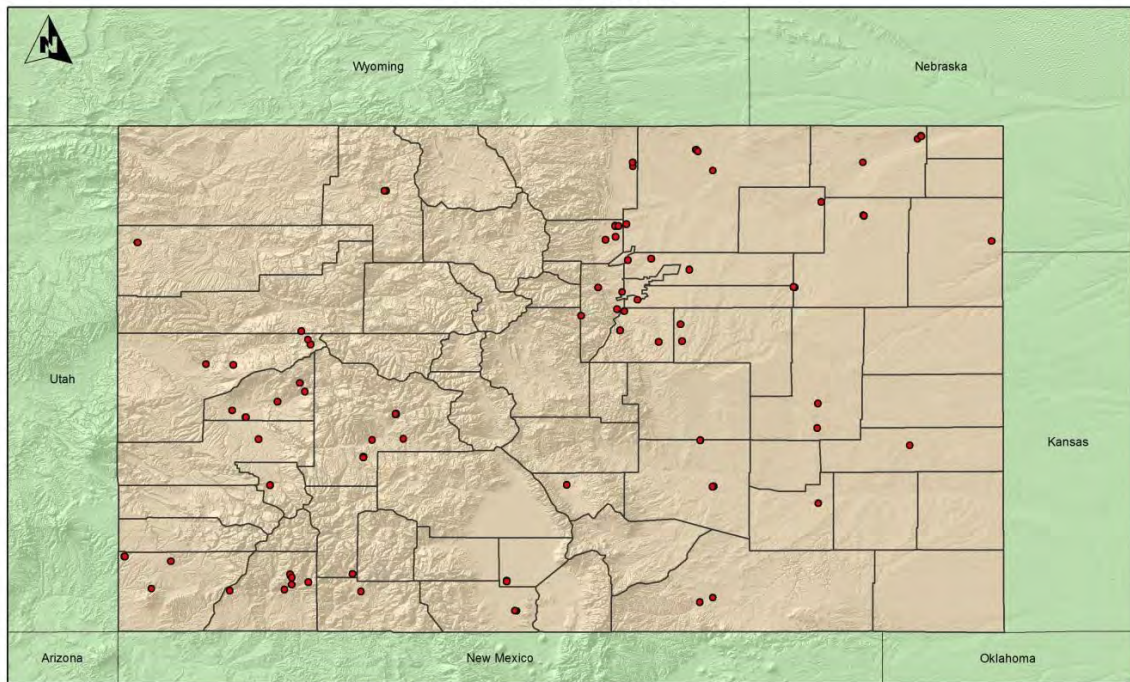 N
Wyoming
Nebraska
Utah
Kansas
Arizona
New Mexico
Oklahoma